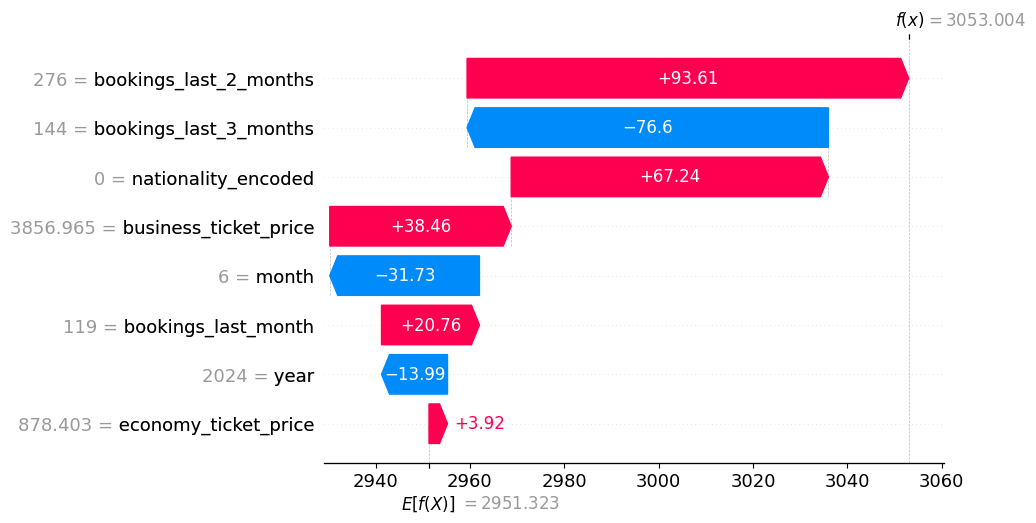 f(x) = 3053.004
276 = bookings_last_2_months
+93.61
144 = bookings_last_3_months
−76.6
0 = nationality_encoded
+67.24
3856.965 = business_ticket_price
+38.46
6 = month
−31.73
119 = bookings_last_month
+20.76
2024 = year
−13.99
878.403 = economy_ticket_price
+3.92
2940 2960 2980 3000 3020 3040 3060
E[f(X)] = 2951.323